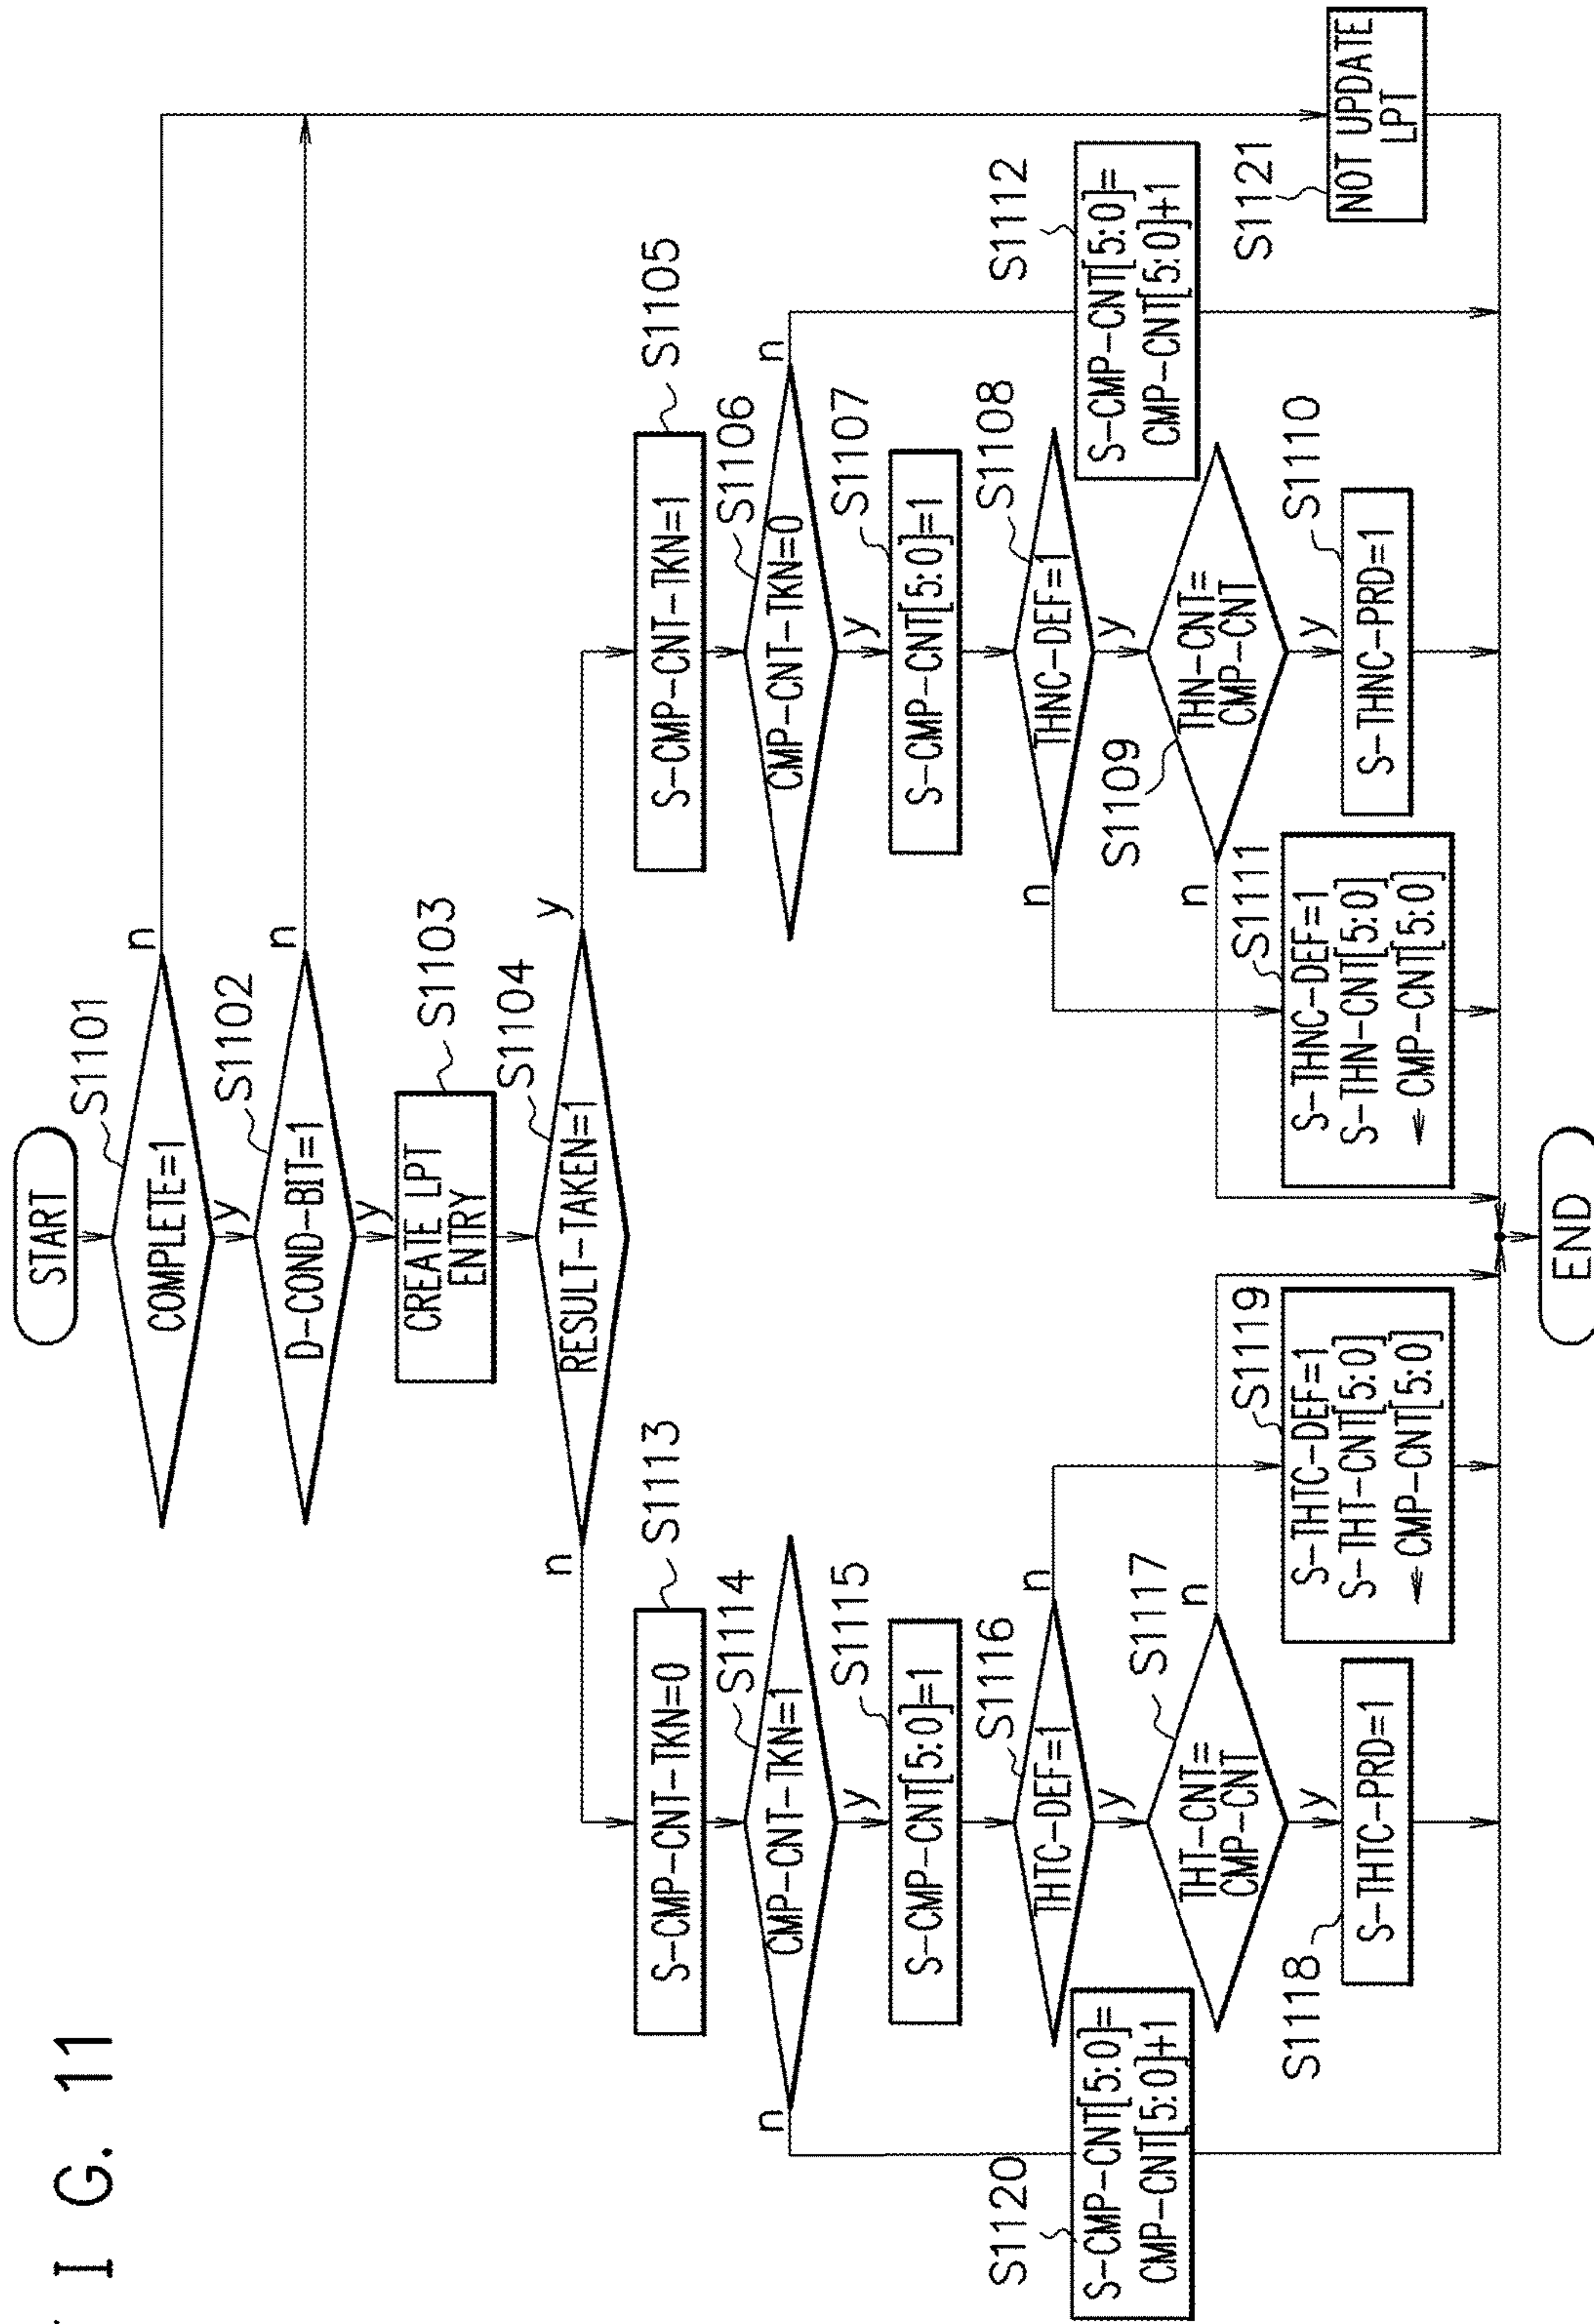 I G. 11
START
S1101
COMPLETE=1
n
y
S1102
D-COND-BIT=1
n
y
S1103
CREATE LPT
ENTRY
S1104
RESULT-TAKEN=1
n
y
S1113
S-CMP-CNT-TKN=0
S1114
CMP-CNT-TKN=1
n
y
S1115
S-CMP-CNT[5:0]=1
S1116
THTC-DEF=1
n
y
S1117
THT-CNT=
CMP-CNT
n
y
S1118
S-THTC-PRD=1
S1119
S-THTC-DEF=1
S-THT-CNT[5:0]
← CMP-CNT[5:0]
S1120
S-CMP-CNT[5:0]=
CMP-CNT[5:0]+1
S1105
S-CMP-CNT-TKN=1
S1106
CMP-CNT-TKN=0
n
y
S1107
S-CMP-CNT[5:0]=1
S1108
THNC-DEF=1
n
y
S1109
THN-CNT=
CMP-CNT
n
y
S1110
S-THNC-PRD=1
S1111
S-THNC-DEF=1
S-THN-CNT[5:0]
← CMP-CNT[5:0]
S1112
S-CMP-CNT[5:0]=
CMP-CNT[5:0]+1
S1121
NOT UPDATE
LPT
END